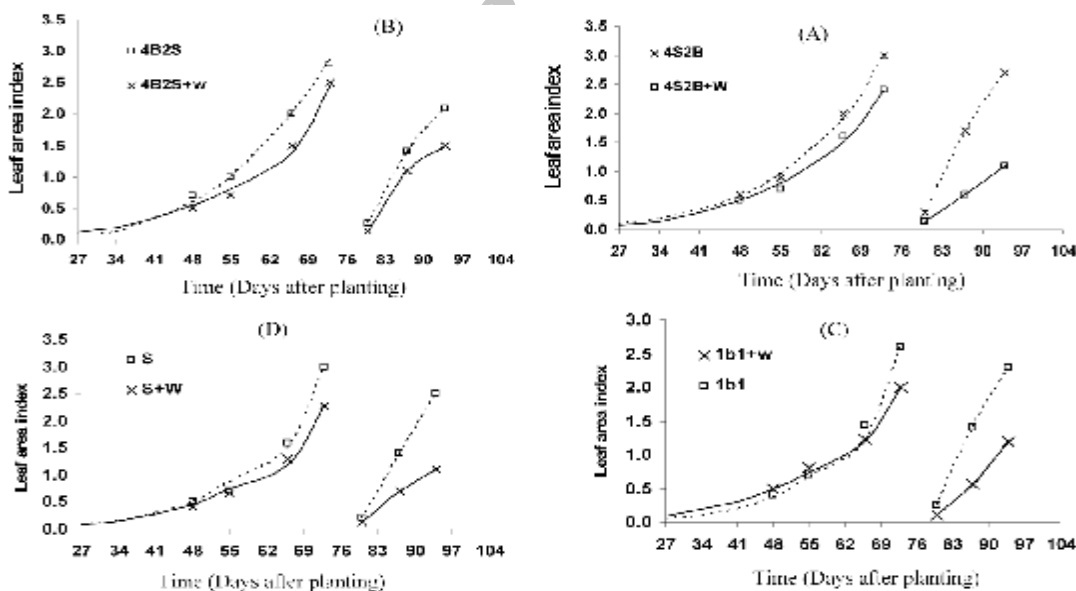 (B)
3.5
3.0
2.5
2.0
1.5
1.0
0.5
0.0
Leaf area index
4B2S
4B2S+w
27 34 41 48 55 62 69 76 83 90 97 104
Time (Days after planting)
(A)
3.5
3.0
2.5
2.0
1.5
1.0
0.5
0.0
Leaf area index
4S2B
4S2B+W
27 34 41 48 55 62 69 76 83 90 97 104
Time (Days after planting)
(D)
3.5
3.0
2.5
2.0
1.5
1.0
0.5
0.0
Leaf area index
S
S+W
27 34 41 48 55 62 69 76 83 90 97 104
Time (Days after planting)
(C)
3.0
2.5
2.0
1.5
1.0
0.5
0.0
Leaf area index
1b1+w
1b1
27 34 41 48 55 62 69 76 83 90 97 104
Time (Days after planting)